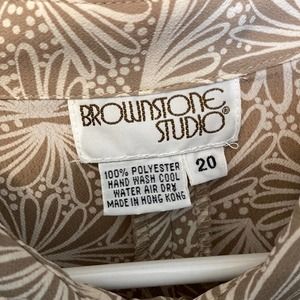 BROWNSTONE
STUDIO®
100% POLYESTER
HAND WASH COOL
WATER AIR DRY
MADE IN HONG KONG
20